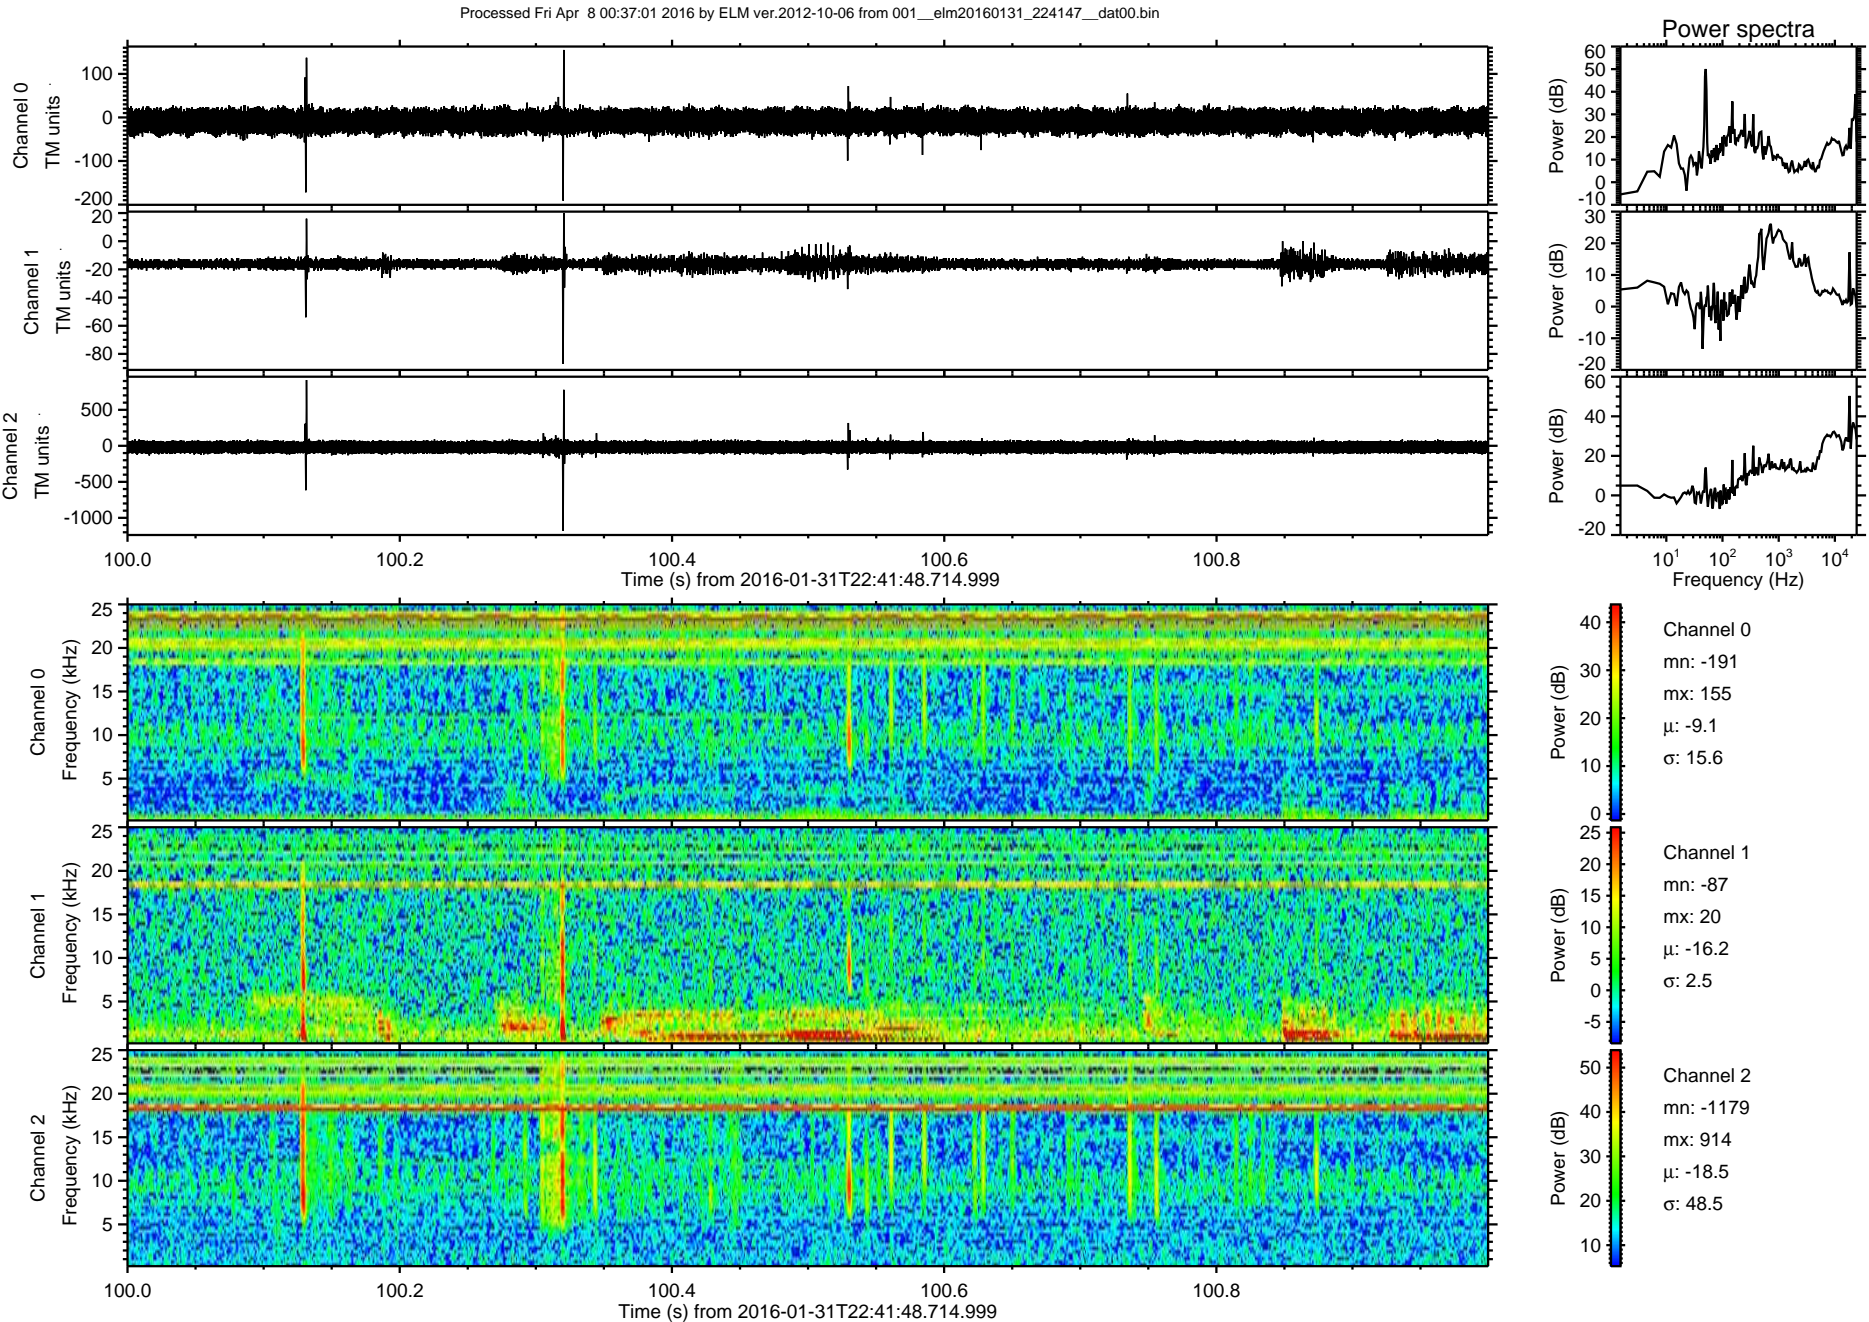 Processed Fri Apr  8 00:37:01 2016 by ELM ver.2012-10-06 from 001__elm20160131_224147__dat00.bin
Power spectra
Channel 0
TM units
100
0
-100
-200
Power (dB)
60
50
40
30
20
10
0
-10
Channel 1
TM units
20
0
-20
-40
-60
-80
Power (dB)
30
20
10
0
-10
-20
Channel 2
TM units
500
0
-500
-1000
Power (dB)
60
40
20
0
-20
100.0 100.2 100.4 100.6 100.8
Time (s) from 2016-01-31T22:41:48.714.999
10¹ 10² 10³ 10⁴
Frequency (Hz)
Channel 0
Frequency (kHz)
25
20
15
10
5
Power (dB)
40
30
20
10
0
Channel 0
mn: -191
mx: 155
μ: -9.1
σ: 15.6
Channel 1
Frequency (kHz)
25
20
15
10
5
Power (dB)
25
20
15
10
5
0
-5
Channel 1
mn: -87
mx: 20
μ: -16.2
σ: 2.5
Channel 2
Frequency (kHz)
25
20
15
10
5
Power (dB)
50
40
30
20
10
Channel 2
mn: -1179
mx: 914
μ: -18.5
σ: 48.5
100.0 100.2 100.4 100.6 100.8
Time (s) from 2016-01-31T22:41:48.714.999